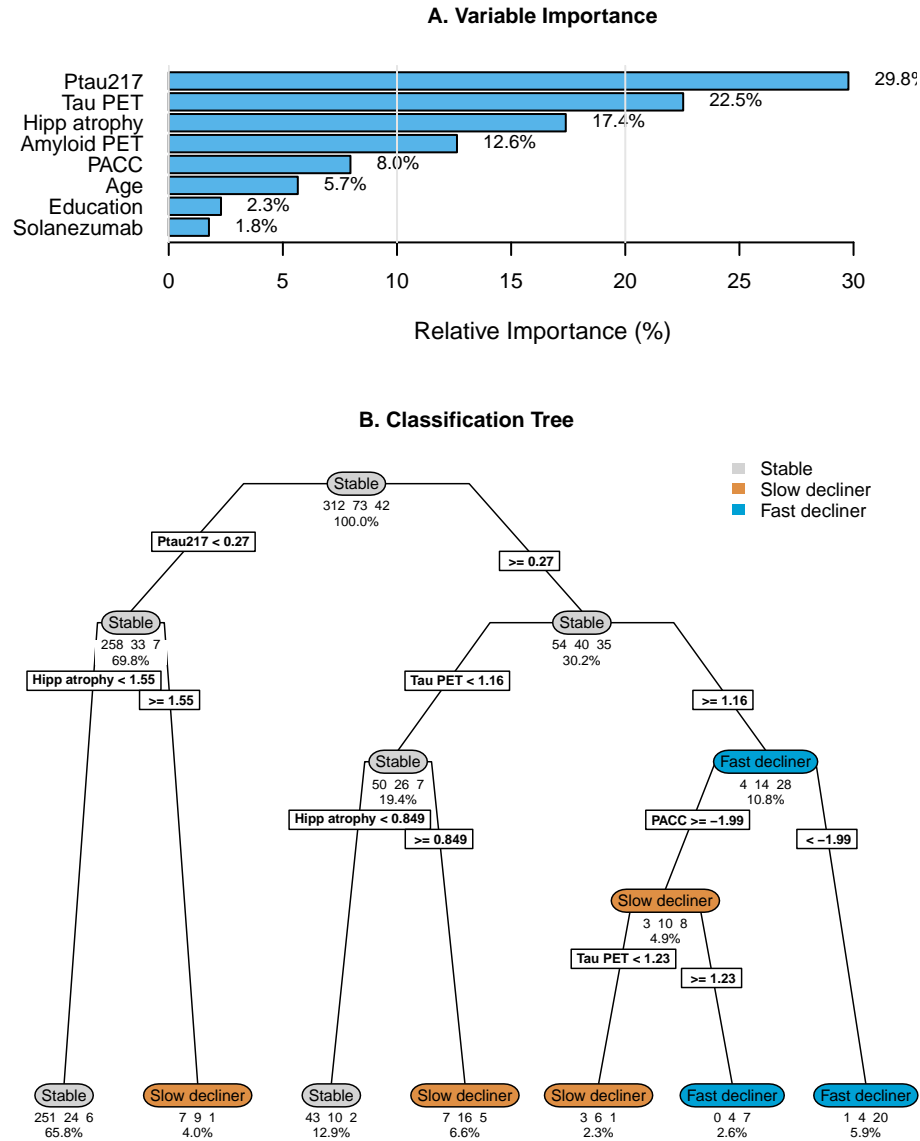 A. Variable Importance
Ptau217 29.8%
Tau PET 22.5%
Hipp atrophy 17.4%
Amyloid PET 12.6%
PACC 8.0%
Age 5.7%
Education 2.3%
Solanezumab 1.8%
0 5 10 15 20 25 30
Relative Importance (%)
B. Classification Tree
Stable
Slow decliner
Fast decliner
Stable
312 73 42
100.0%
Ptau217 < 0.27
>= 0.27
Stable
258 33 7
69.8%
Stable
54 40 35
30.2%
Hipp atrophy < 1.55
>= 1.55
Tau PET < 1.16
>= 1.16
Stable
50 26 7
19.4%
Fast decliner
4 14 28
10.8%
Hipp atrophy < 0.849
>= 0.849
PACC >= −1.99
< −1.99
Slow decliner
3 10 8
4.9%
Tau PET < 1.23
>= 1.23
Stable
251 24 6
65.8%
Slow decliner
7 9 1
4.0%
Stable
43 10 2
12.9%
Slow decliner
7 16 5
6.6%
Slow decliner
3 6 1
2.3%
Fast decliner
0 4 7
2.6%
Fast decliner
1 4 20
5.9%